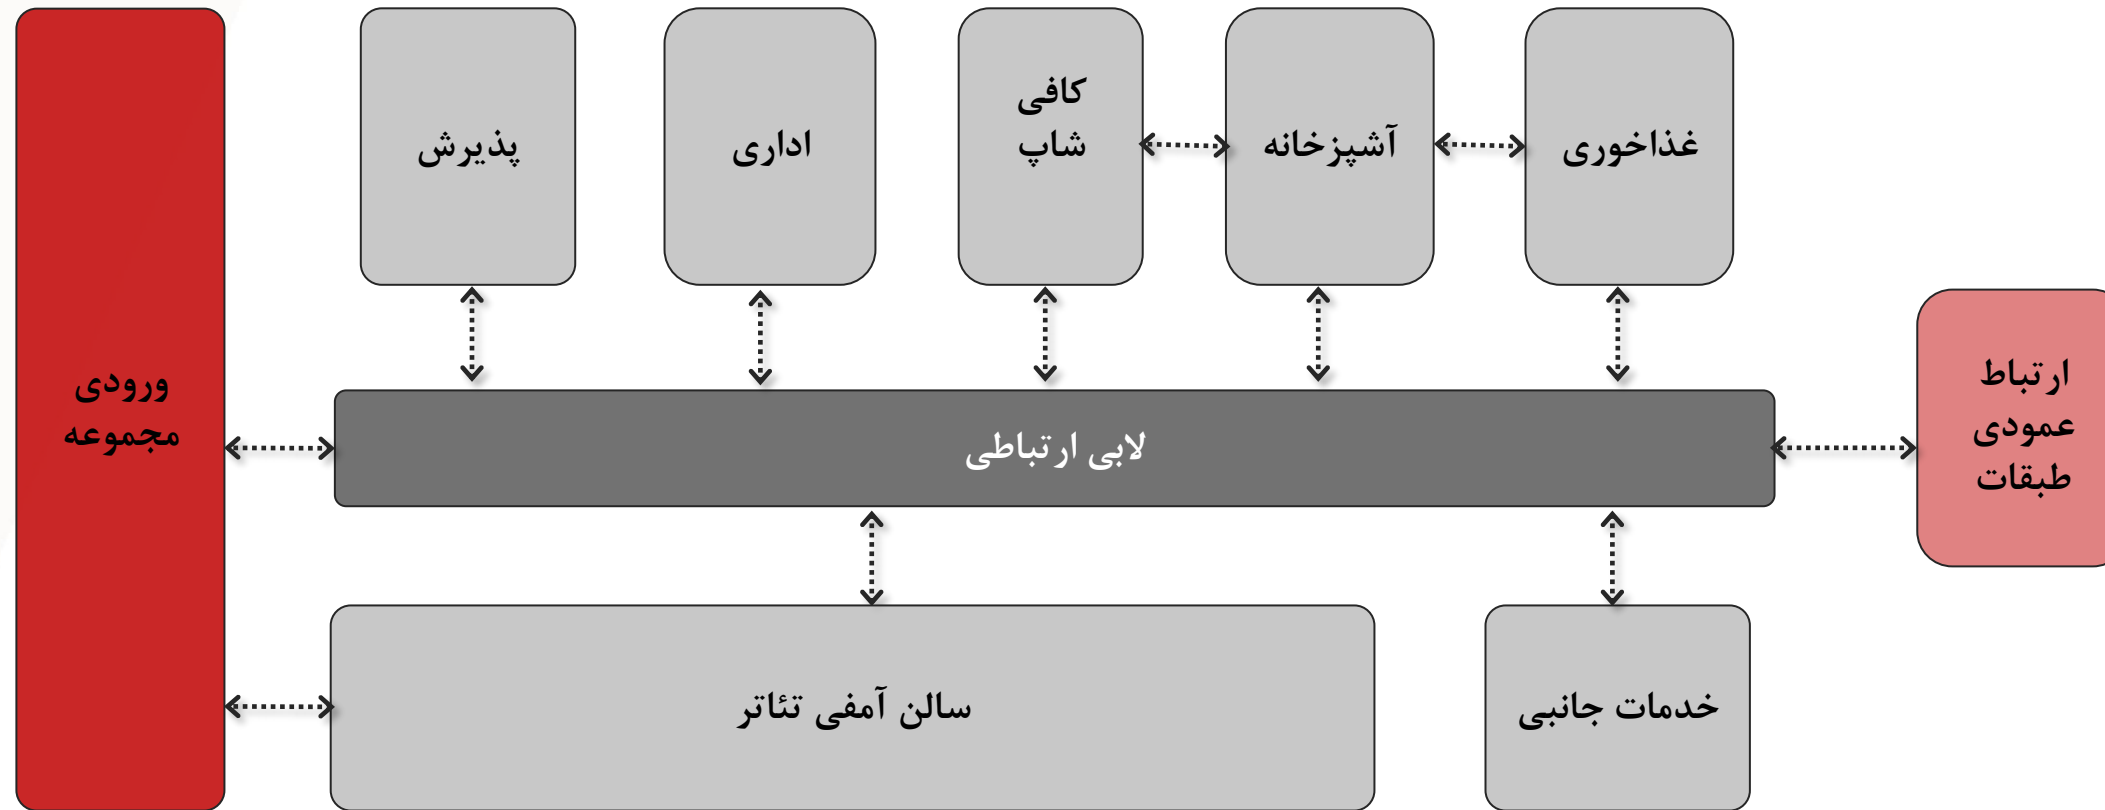 غذاخوری
آشپزخانه
کافی
شاپ
اداری
پذیرش
ورودی
مجموعه
لابی ارتباطی
ارتباط
عمودی
طبقات
خدمات جانبی
سالن آمفی تئاتر